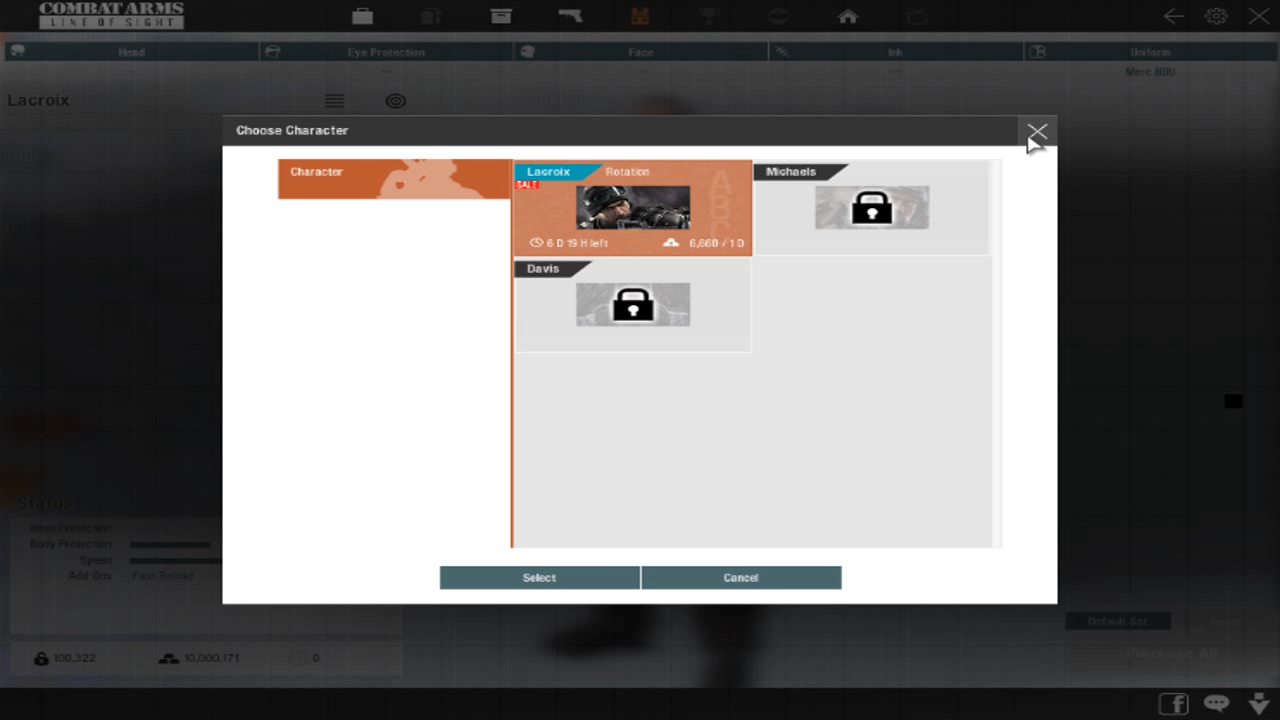 COMBAT ARMS
LINE OF SIGHT
Head
Eye Protection
Face
Ink
Uniform
Merc BDU
Lacroix
Choose Character
Character
Lacroix
Rotation
SALE
6 D 19 H left
6,660 / 1 D
Michaels
Davis
Select
Cancel
Status
Head Protection
Body Protection
Speed
Add-Ons
Fast Reload
100,322
10,000,171
0
Default Set
Purchase All